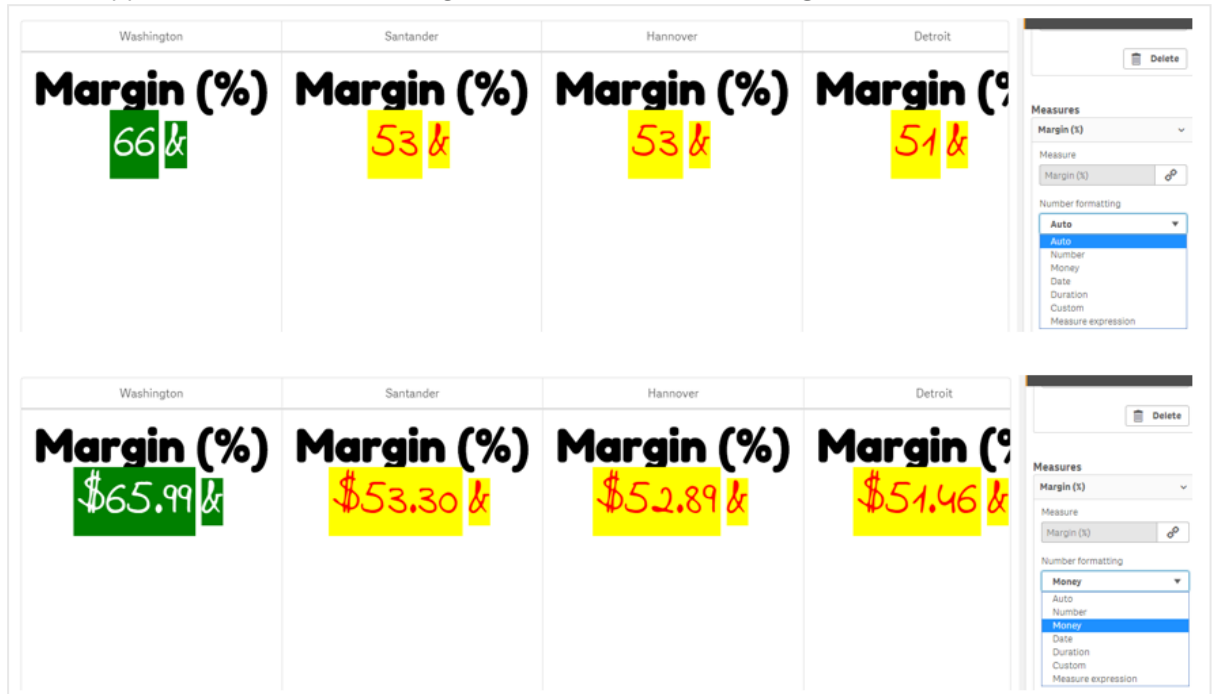 Washington Santander Hannover Detroit
Delete
Margin (%) Margin (%) Margin (%) Margin (%
66 & 53 & 53 & 51 &
Measures
Margin (%)
Measure
Margin (%)
Number formatting
Auto
Auto
Number
Money
Date
Duration
Custom
Measure expression
Washington Santander Hannover Detroit
Delete
Margin (%) Margin (%) Margin (%) Margin (%
$65.99 & $53.30 & $52.89 & $51.46 &
Measures
Margin (%)
Measure
Margin (%)
Number formatting
Money
Auto
Number
Money
Date
Duration
Custom
Measure expression